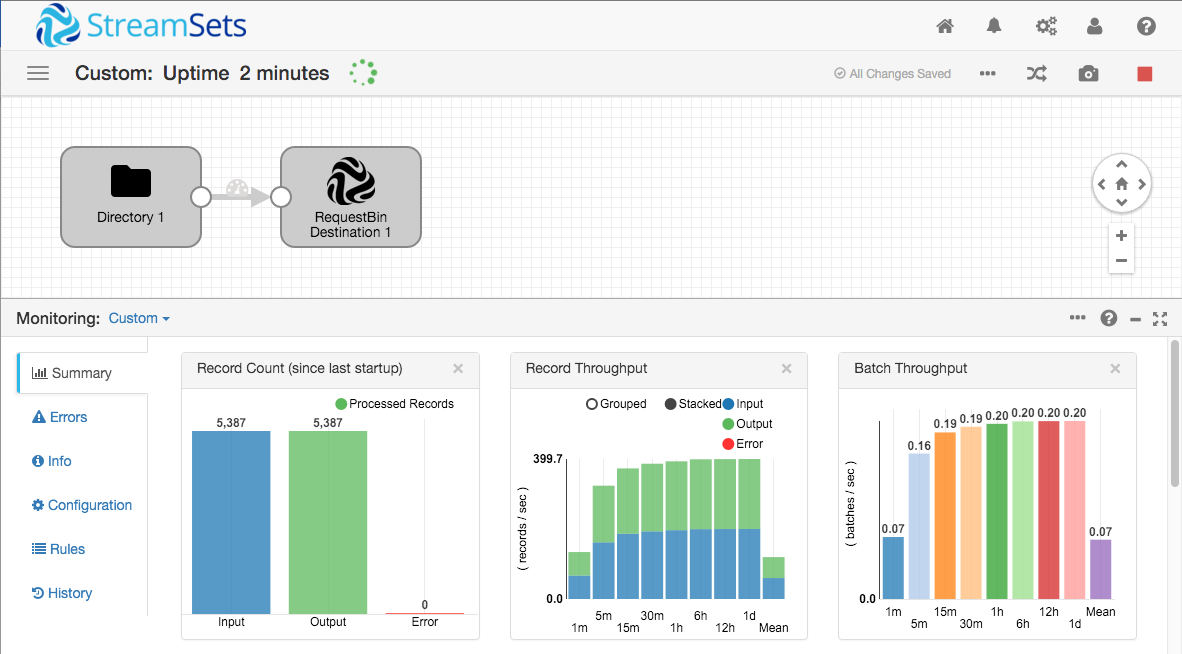 StreamSets
Custom: Uptime 2 minutes
All Changes Saved
Directory 1
RequestBin
Destination 1
Monitoring: Custom
Summary
Errors
Info
Configuration
Rules
History
Record Count (since last startup)
Processed Records
5,387 5,387 0
Input Output Error
Record Throughput
Grouped Stacked Input
Output
Error
399.7
( records / sec )
0.0
5m 30m 6h 1d
1m 15m 1h 12h Mean
Batch Throughput
0.07 0.16 0.19 0.19 0.20 0.20 0.20 0.20 0.07
( batches / sec )
0.0
1m 15m 1h 12h Mean
5m 30m 6h 1d